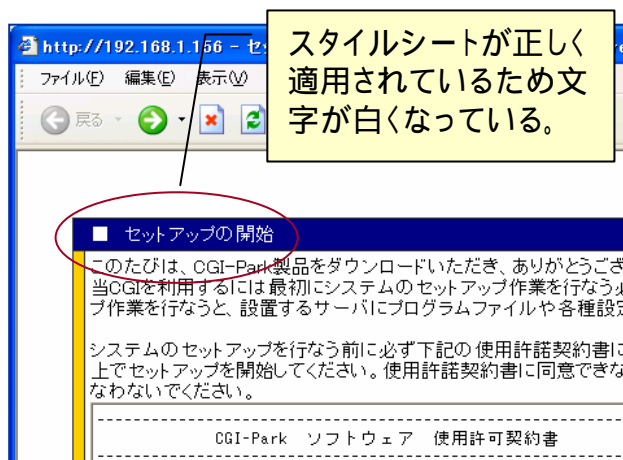 http://192.168.1.156 - セ
スタイルシートが正しく
適用されているため文
字が白くなっている。
ファイル(F) 編集(E) 表示(V)
戻る
■ セットアップの開始
このたびは、CGI-Park製品をダウンロードいただき、ありがとうござ
当CGIを利用するには最初にシステムのセットアップ作業を行なう
プ作業を行なうと、設置するサーバにプログラムファイルや各種設定
システムのセットアップを行なう前に必ず下記の使用許諾契約書に
上でセットアップを開始してください。使用許諾契約書に同意できな
なわないでください。
CGI-Park ソフトウェア 使用許可契約書